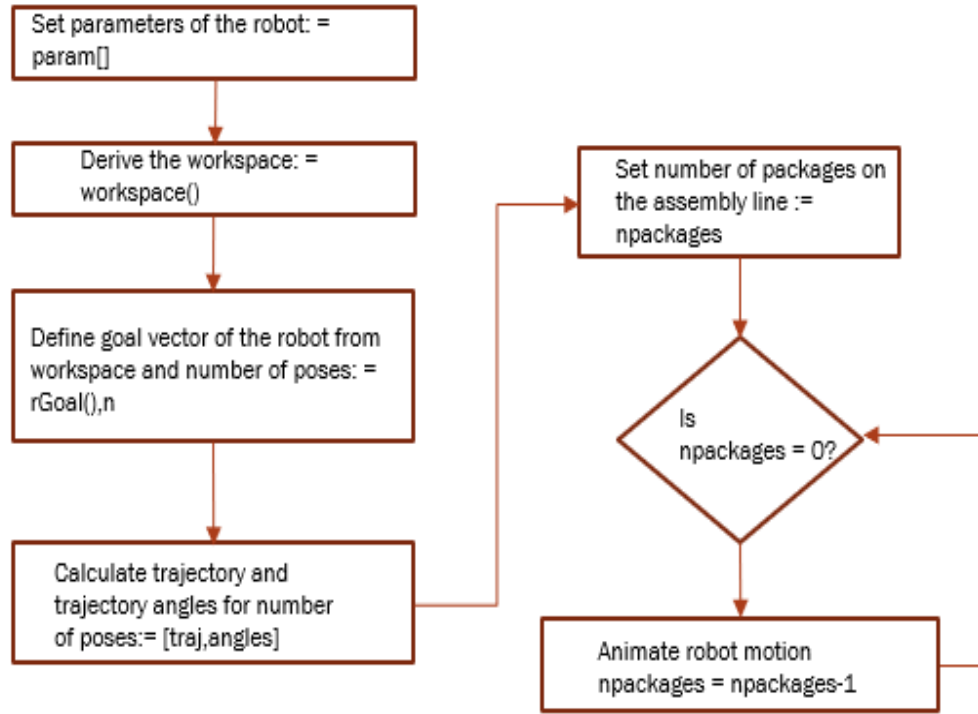 Set parameters of the robot: =
param[]
Derive the workspace: =
workspace()
Define goal vector of the robot from
workspace and number of poses: =
rGoal(),n
Calculate trajectory and
trajectory angles for number
of poses:= [traj,angles]
Set number of packages on
the assembly line :=
npackages
Is
npackages = 0?
Animate robot motion
npackages = npackages-1